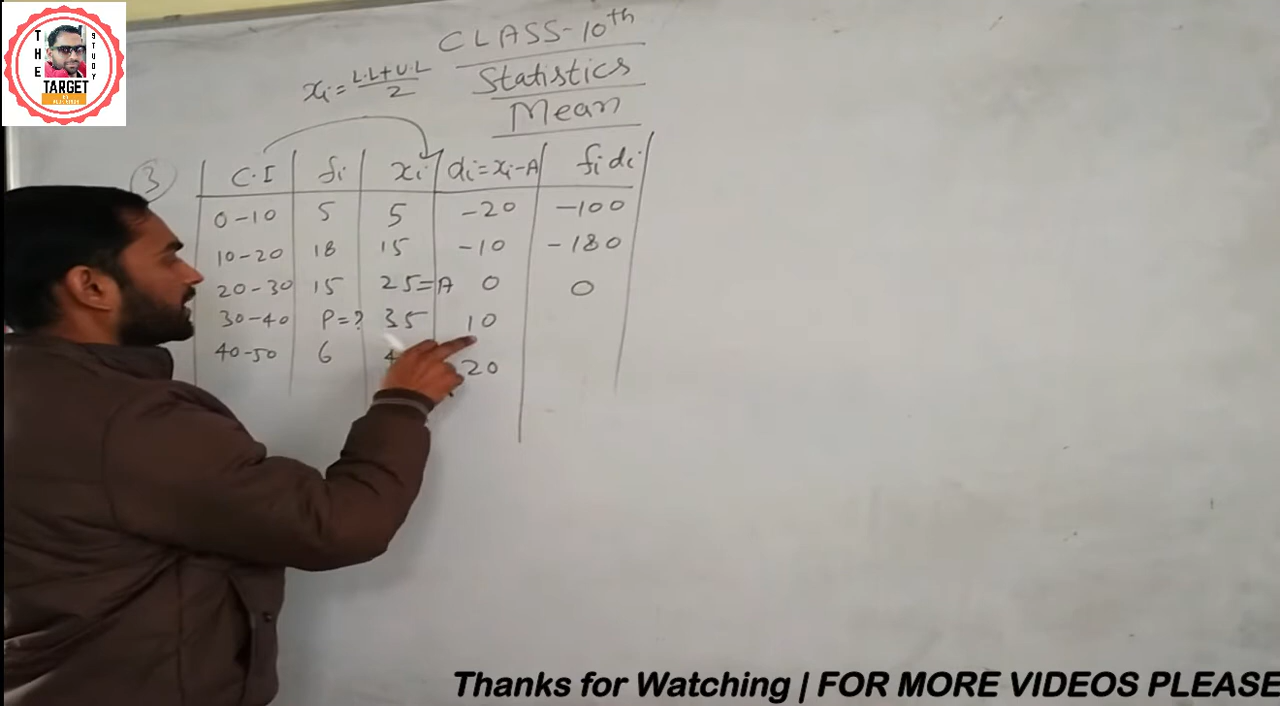 THE
STUDY
TARGET
CLASS-10th
Statistics
Mean
xi = L.L+U.L / 2
3
C.I fi xi di=xi-A fidi
0-10 5 5 -20 -100
10-20 18 15 -10 -180
20-30 15 25=A 0 0
30-40 P=? 35 10
40-50 6 4 20
Thanks for Watching | FOR MORE VIDEOS PLEASE